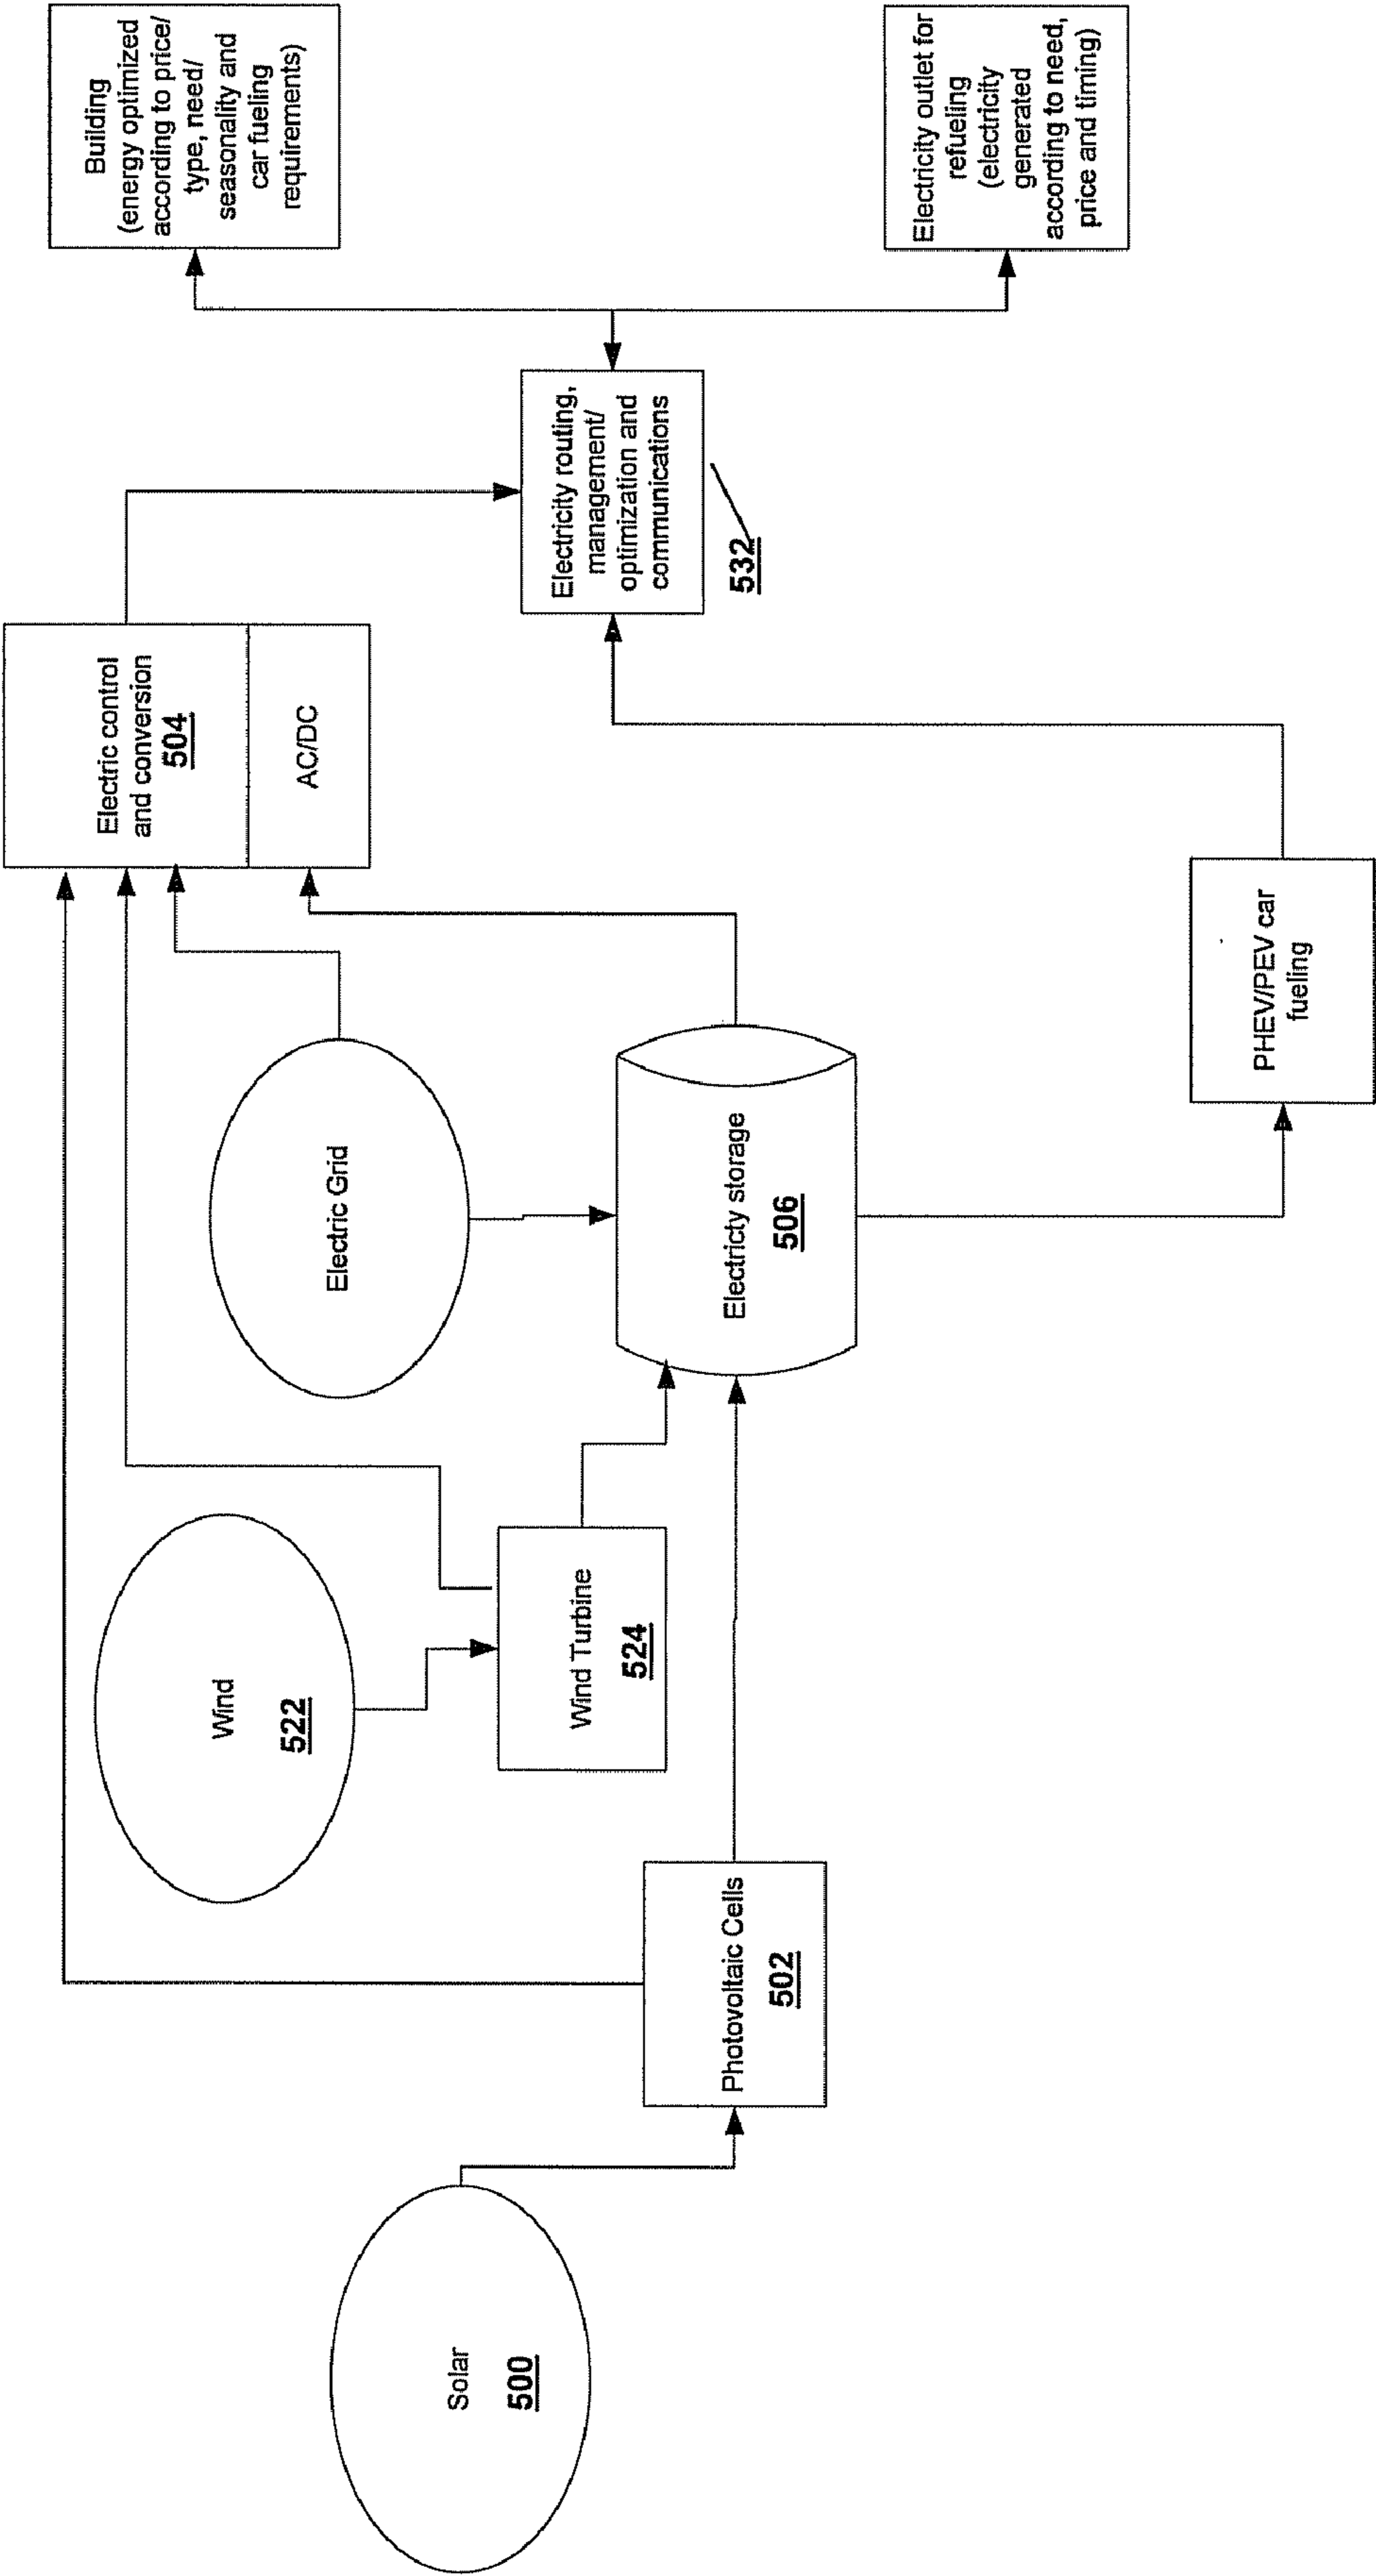 Solar
500
Photovoltaic Cells
502
Wind
522
Wind Turbine
524
Electric Grid
Electricty storage
506
Electric control
and conversion
504
AC/DC
PHEV/PEV car
fueling
Electricity routing,
management/
optimization and
communications
532
Building
(energy optimized
according to price/
type, need/
seasonality and
car fueling
requirements)
Electricity outlet for
refueling
(electricity
generated
according to need,
price and timing)